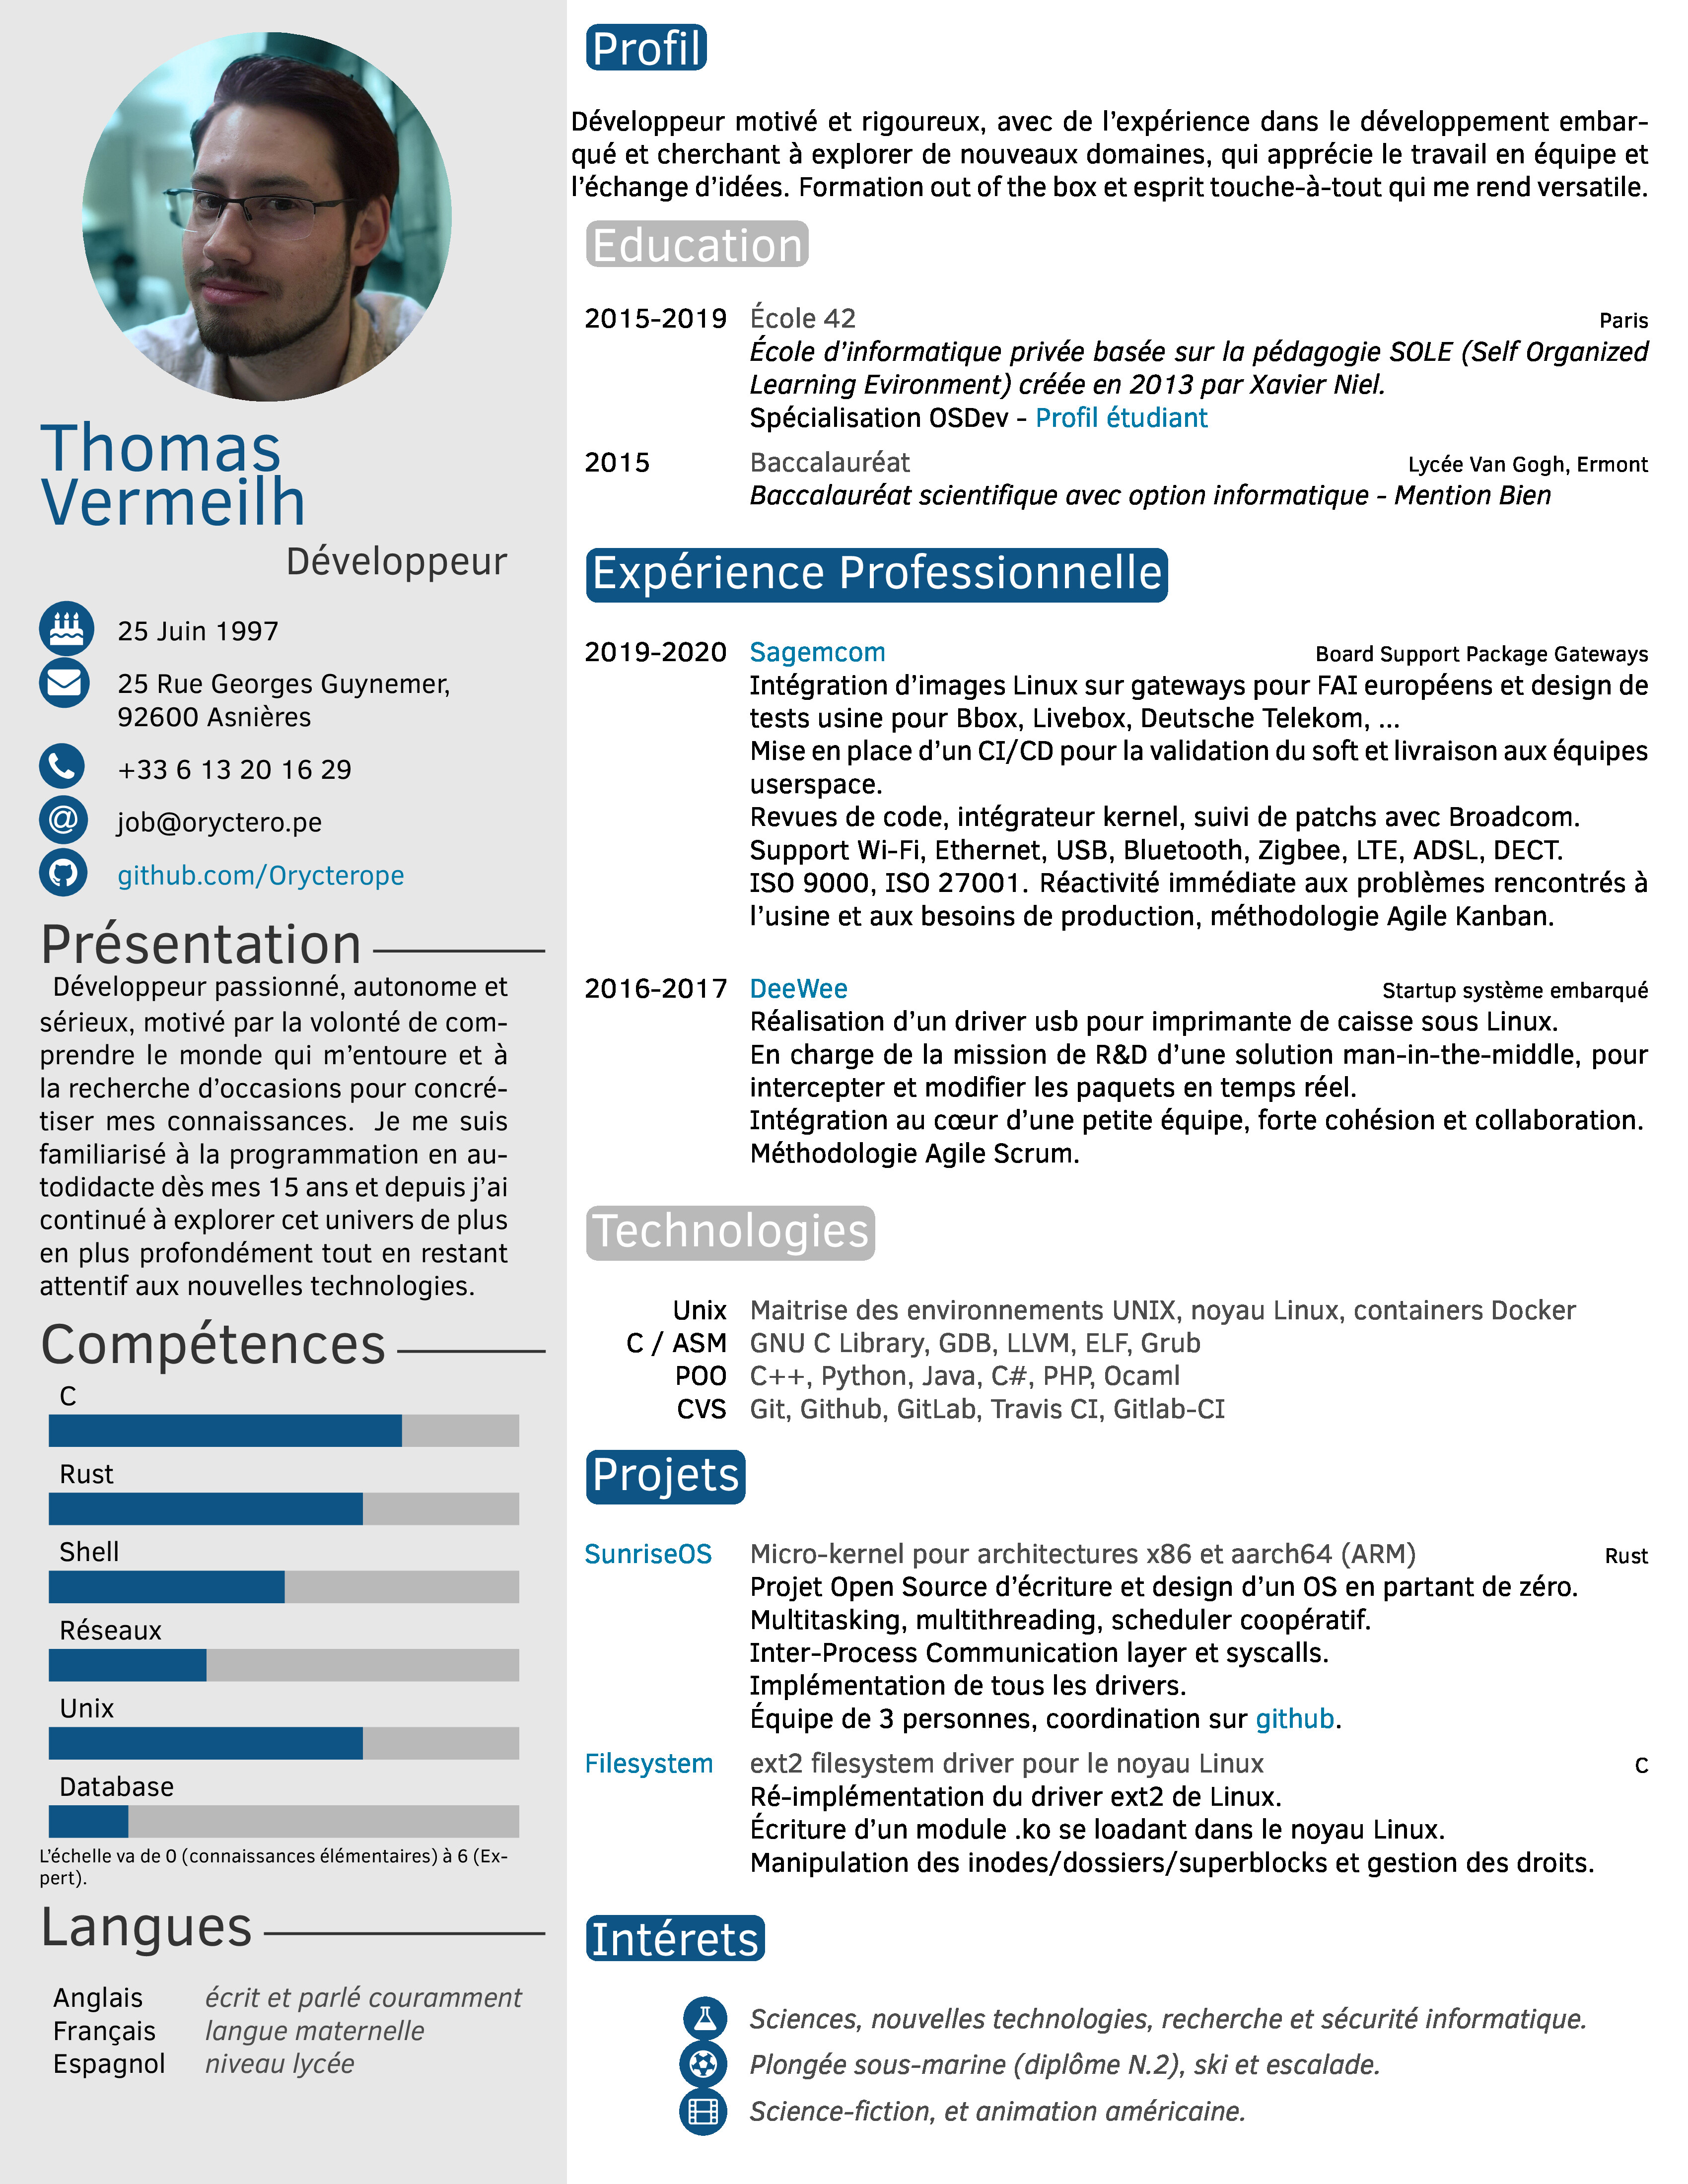 Thomas
Vermeilh
Développeur
25 Juin 1997
25 Rue Georges Guynemer,
92600 Asnières
+33 6 13 20 16 29
@
job@oryctero.pe
github.com/Orycterope
Présentation
Développeur passionné, autonome et
sérieux, motivé par la volonté de com-
prendre le monde qui m'entoure et à
la recherche d'occasions pour concré-
tiser mes connaissances. Je me suis
familiarisé à la programmation en au-
todidacte dès mes 15 ans et depuis j'ai
continué à explorer cet univers de plus
en plus profondément tout en restant
attentif aux nouvelles technologies.
Compétences
C
Rust
Shell
Réseaux
Unix
Database
L'échelle va de 0 (connaissances élémentaires) à 6 (Ex-
pert).
Langues
Anglais écrit et parlé couramment
Français langue maternelle
Espagnol niveau lycée
Profil
Développeur motivé et rigoureux, avec de l'expérience dans le développement embar-
qué et cherchant à explorer de nouveaux domaines, qui apprécie le travail en équipe et
l'échange d'idées. Formation out of the box et esprit touche-à-tout qui me rend versatile.
Education
2015-2019 École 42 Paris
École d'informatique privée basée sur la pédagogie SOLE (Self Organized
Learning Evironment) créée en 2013 par Xavier Niel.
Spécialisation OSDev - Profil étudiant
2015 Baccalauréat Lycée Van Gogh, Ermont
Baccalauréat scientifique avec option informatique - Mention Bien
Expérience Professionnelle
2019-2020 Sagemcom Board Support Package Gateways
Intégration d'images Linux sur gateways pour FAI européens et design de
tests usine pour Bbox, Livebox, Deutsche Telekom, ...
Mise en place d'un CI/CD pour la validation du soft et livraison aux équipes
userspace.
Revues de code, intégrateur kernel, suivi de patchs avec Broadcom.
Support Wi-Fi, Ethernet, USB, Bluetooth, Zigbee, LTE, ADSL, DECT.
ISO 9000, ISO 27001. Réactivité immédiate aux problèmes rencontrés à
l'usine et aux besoins de production, méthodologie Agile Kanban.
2016-2017 DeeWee Startup système embarqué
Réalisation d'un driver usb pour imprimante de caisse sous Linux.
En charge de la mission de R&D d'une solution man-in-the-middle, pour
intercepter et modifier les paquets en temps réel.
Intégration au cœur d'une petite équipe, forte cohésion et collaboration.
Méthodologie Agile Scrum.
Technologies
Unix Maitrise des environnements UNIX, noyau Linux, containers Docker
C / ASM GNU C Library, GDB, LLVM, ELF, Grub
POO C++, Python, Java, C#, PHP, Ocaml
CVS Git, Github, GitLab, Travis CI, Gitlab-CI
Projets
SunriseOS Micro-kernel pour architectures x86 et aarch64 (ARM) Rust
Projet Open Source d'écriture et design d'un OS en partant de zéro.
Multitasking, multithreading, scheduler coopératif.
Inter-Process Communication layer et syscalls.
Implémentation de tous les drivers.
Équipe de 3 personnes, coordination sur github.
Filesystem ext2 filesystem driver pour le noyau Linux C
Ré-implémentation du driver ext2 de Linux.
Écriture d'un module .ko se loadant dans le noyau Linux.
Manipulation des inodes/dossiers/superblocks et gestion des droits.
Intérets
Sciences, nouvelles technologies, recherche et sécurité informatique.
Plongée sous-marine (diplôme N.2), ski et escalade.
Science-fiction, et animation américaine.